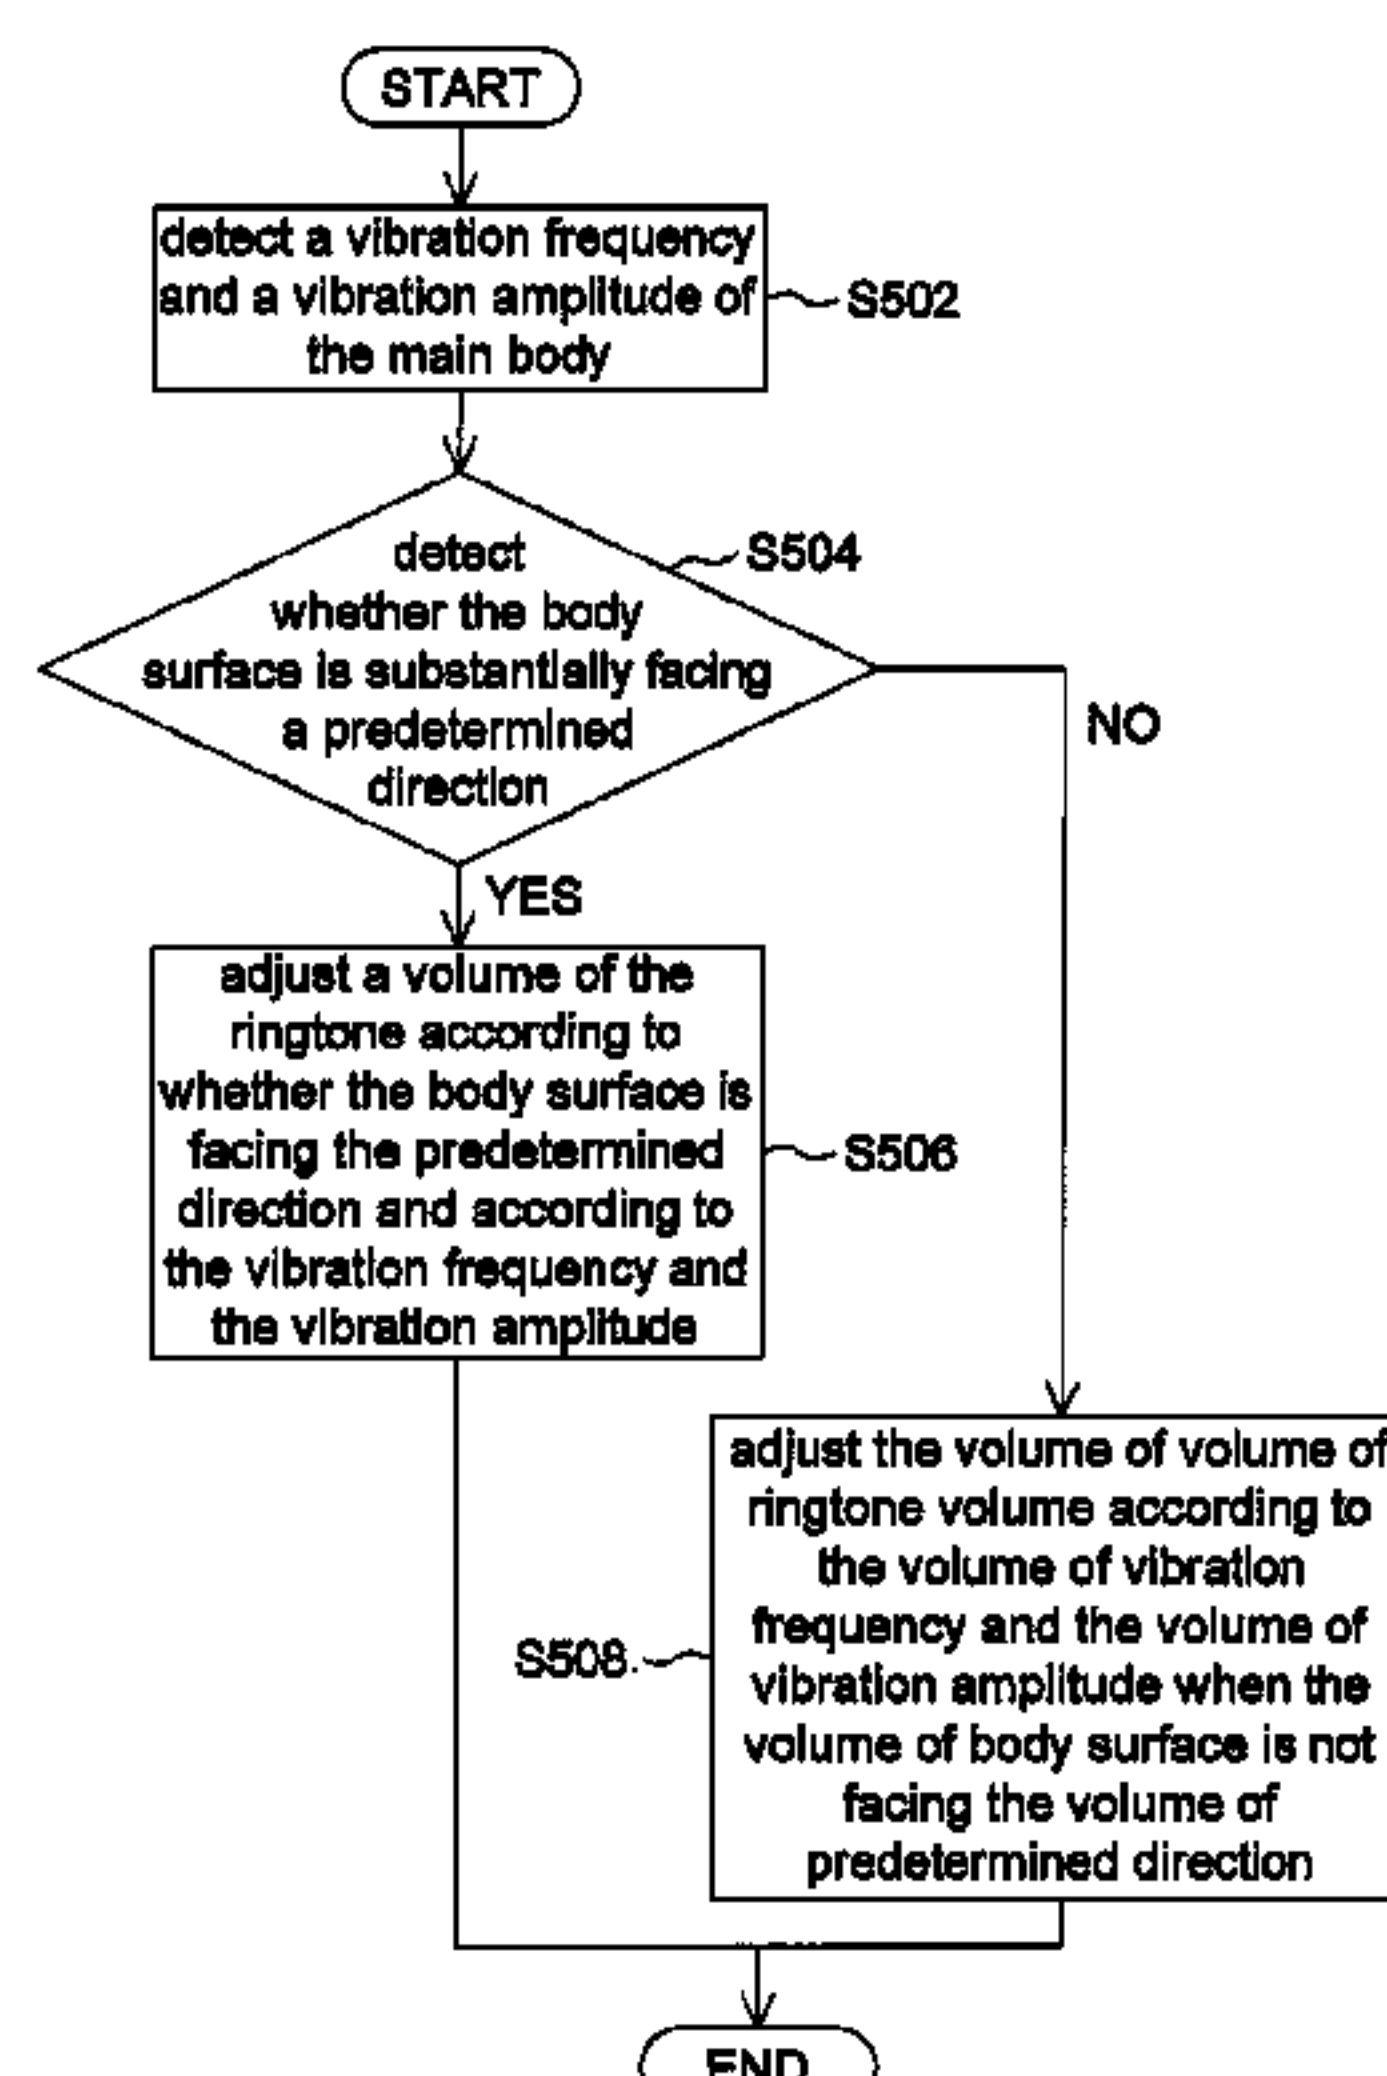 START
detect a vibration frequency
and a vibration amplitude of
the main body
S502
detect
whether the body
surface is substantially facing
a predetermined
direction
S504
NO
YES
adjust a volume of the
ringtone according to
whether the body surface is
facing the predetermined
direction and according to
the vibration frequency and
the vibration amplitude
S506
adjust the volume of volume of
ringtone volume according to
the volume of vibration
frequency and the volume of
vibration amplitude when the
volume of body surface is not
facing the volume of
predetermined direction
S508
END